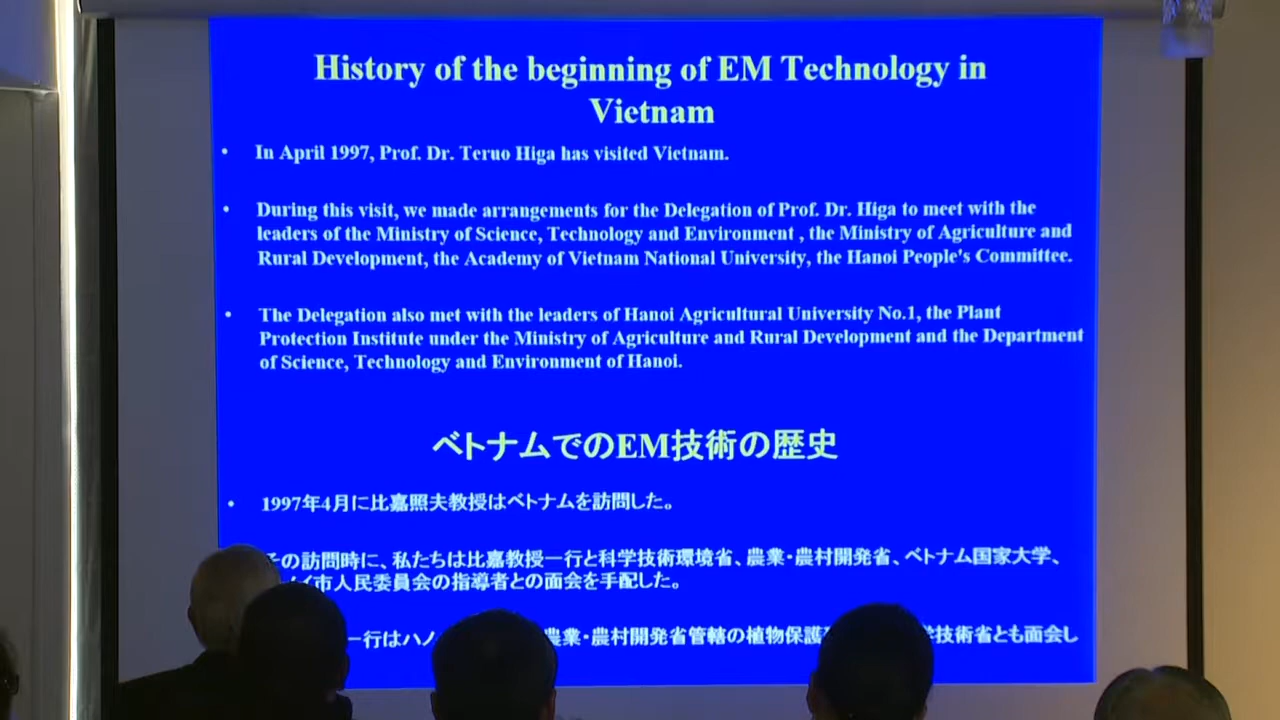 History of the beginning of EM Technology in
Vietnam
• In April 1997, Prof. Dr. Teruo Higa has visited Vietnam.
• During this visit, we made arrangements for the Delegation of Prof. Dr. Higa to meet with the
leaders of the Ministry of Science, Technology and Environment , the Ministry of Agriculture and
Rural Development, the Academy of Vietnam National University, the Hanoi People's Committee.
• The Delegation also met with the leaders of Hanoi Agricultural University No.1, the Plant
Protection Institute under the Ministry of Agriculture and Rural Development and the Department
of Science, Technology and Environment of Hanoi.
ベトナムでのEM技術の歴史
• 1997年4月に比嘉照夫教授はベトナムを訪問した。
その訪問時に、私たちは比嘉教授一行と科学技術環境省、農業・農村開発省、ベトナム国家大学、
イ市人民委員会の指導者との面会を手配した。
一行はハノ 農業・農村開発省管轄の植物保護 技術省とも面会し